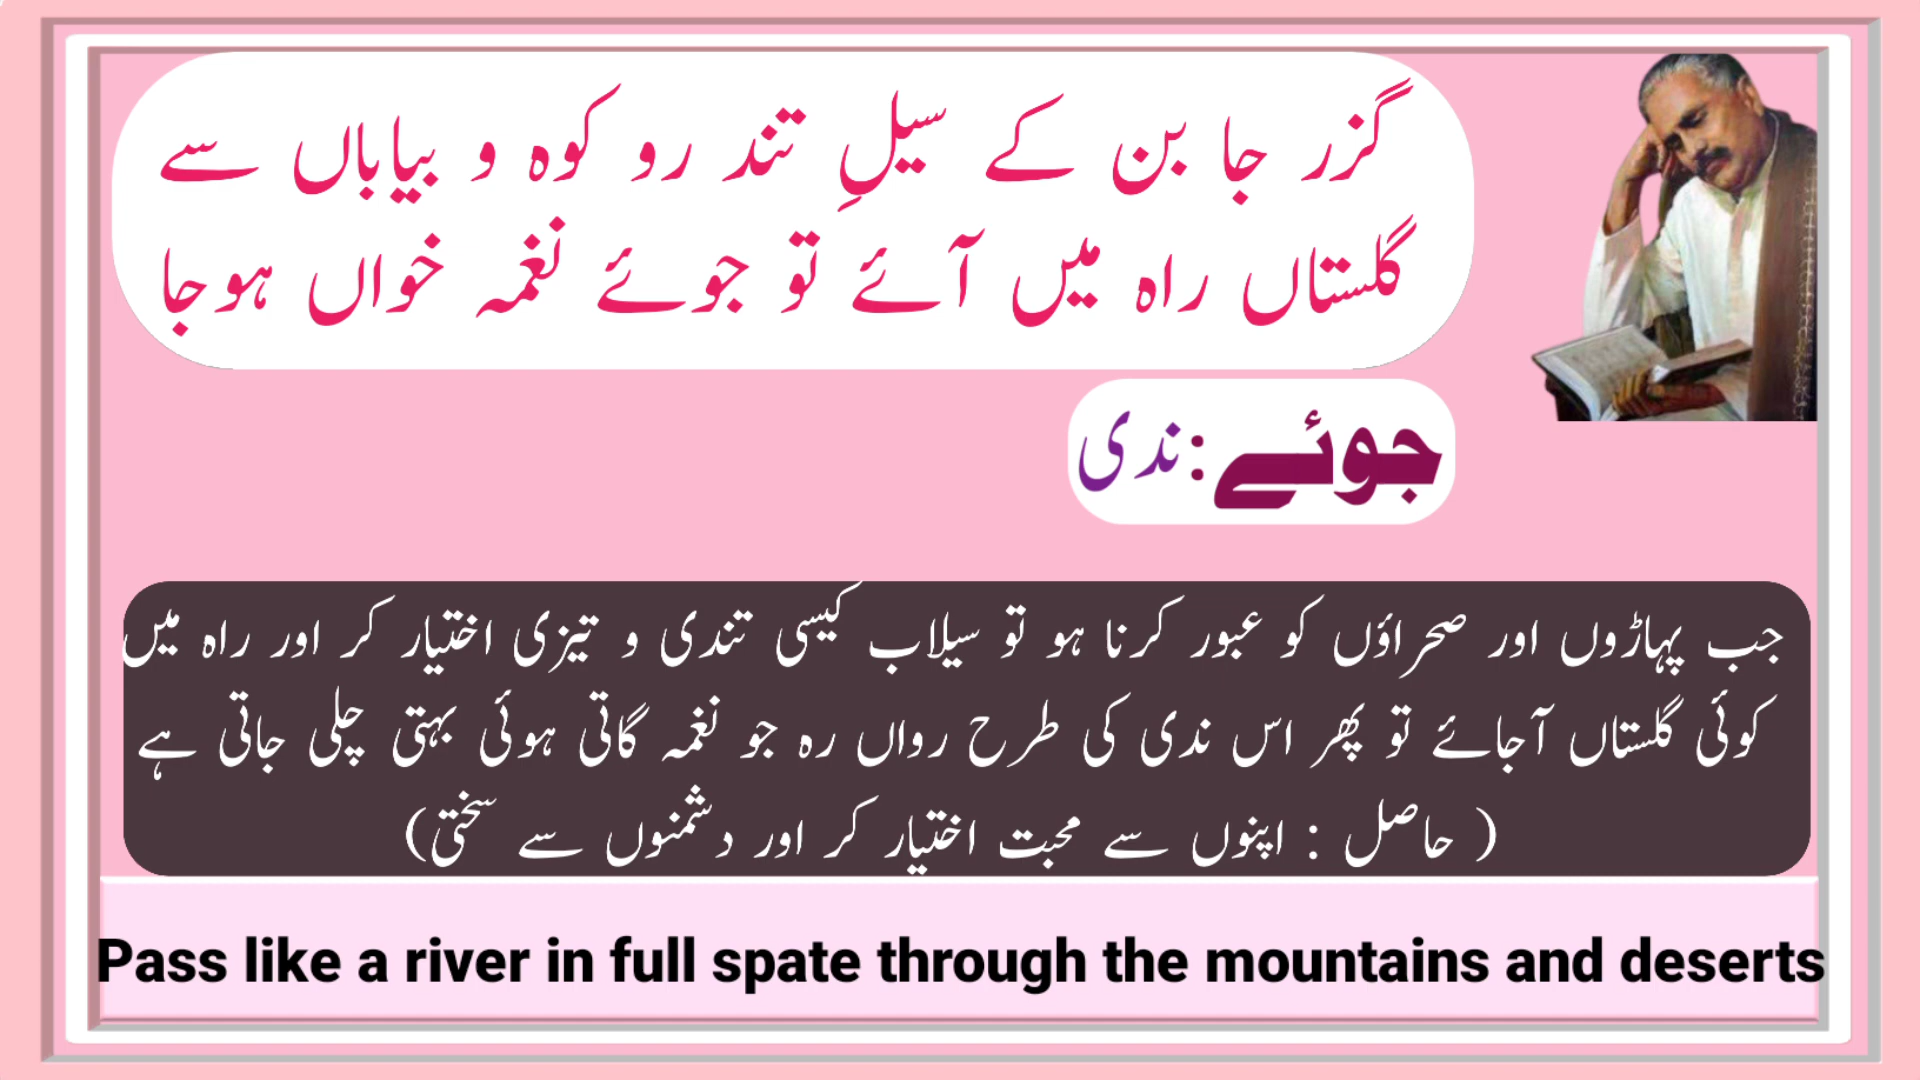 گزر جا بن کے سیلِ تند رو کوہ و بیاباں سے
گلستاں راہ میں آئے تو جوئے نغمہ خواں ہوجا
جوئے:ندی
جب پہاڑوں اور صحراؤں کو عبور کرنا ہو تو سیلاب کیسی تندی و تیزی اختیار کر اور راہ میں
کوئی گلستاں آجائے تو پھر اس ندی کی طرح رواں رہ جو نغمہ گاتی ہوئی بہتی چلی جاتی ہے
( حاصل : اپنوں سے محبت اختیار کر اور دشمنوں سے سختی)
Pass like a river in full spate through the mountains and deserts